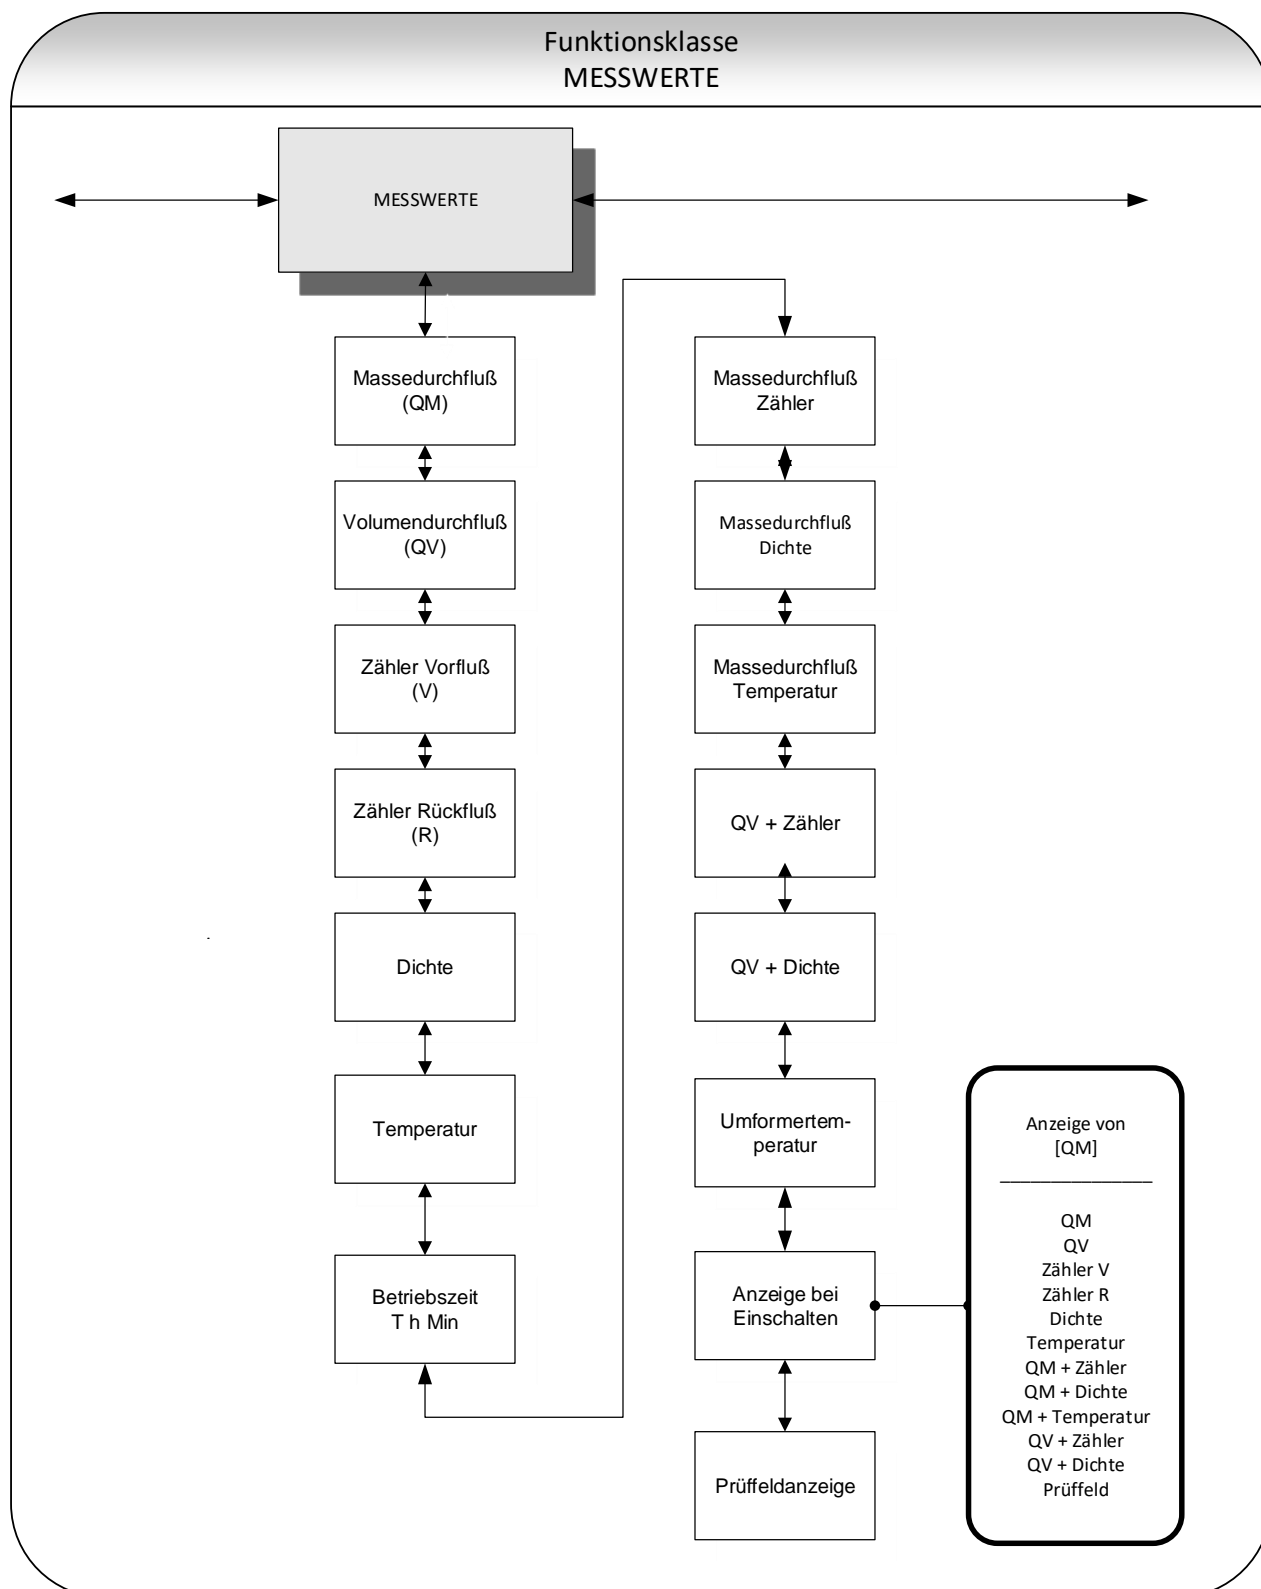 Funktionsklasse
MESSWERTE
MESSWERTE
Massedurchfluß
(QM)
Volumendurchfluß
(QV)
Zähler Vorfluß
(V)
Zähler Rückfluß
(R)
Dichte
Temperatur
Betriebszeit
T h Min
Massedurchfluß
Zähler
Massedurchfluß
Dichte
Massedurchfluß
Temperatur
QV + Zähler
QV + Dichte
Umformertem-
peratur
Anzeige bei
Einschalten
Prüffeldanzeige
Anzeige von
[QM]
QM
QV
Zähler V
Zähler R
Dichte
Temperatur
QM + Zähler
QM + Dichte
QM + Temperatur
QV + Zähler
QV + Dichte
Prüffeld